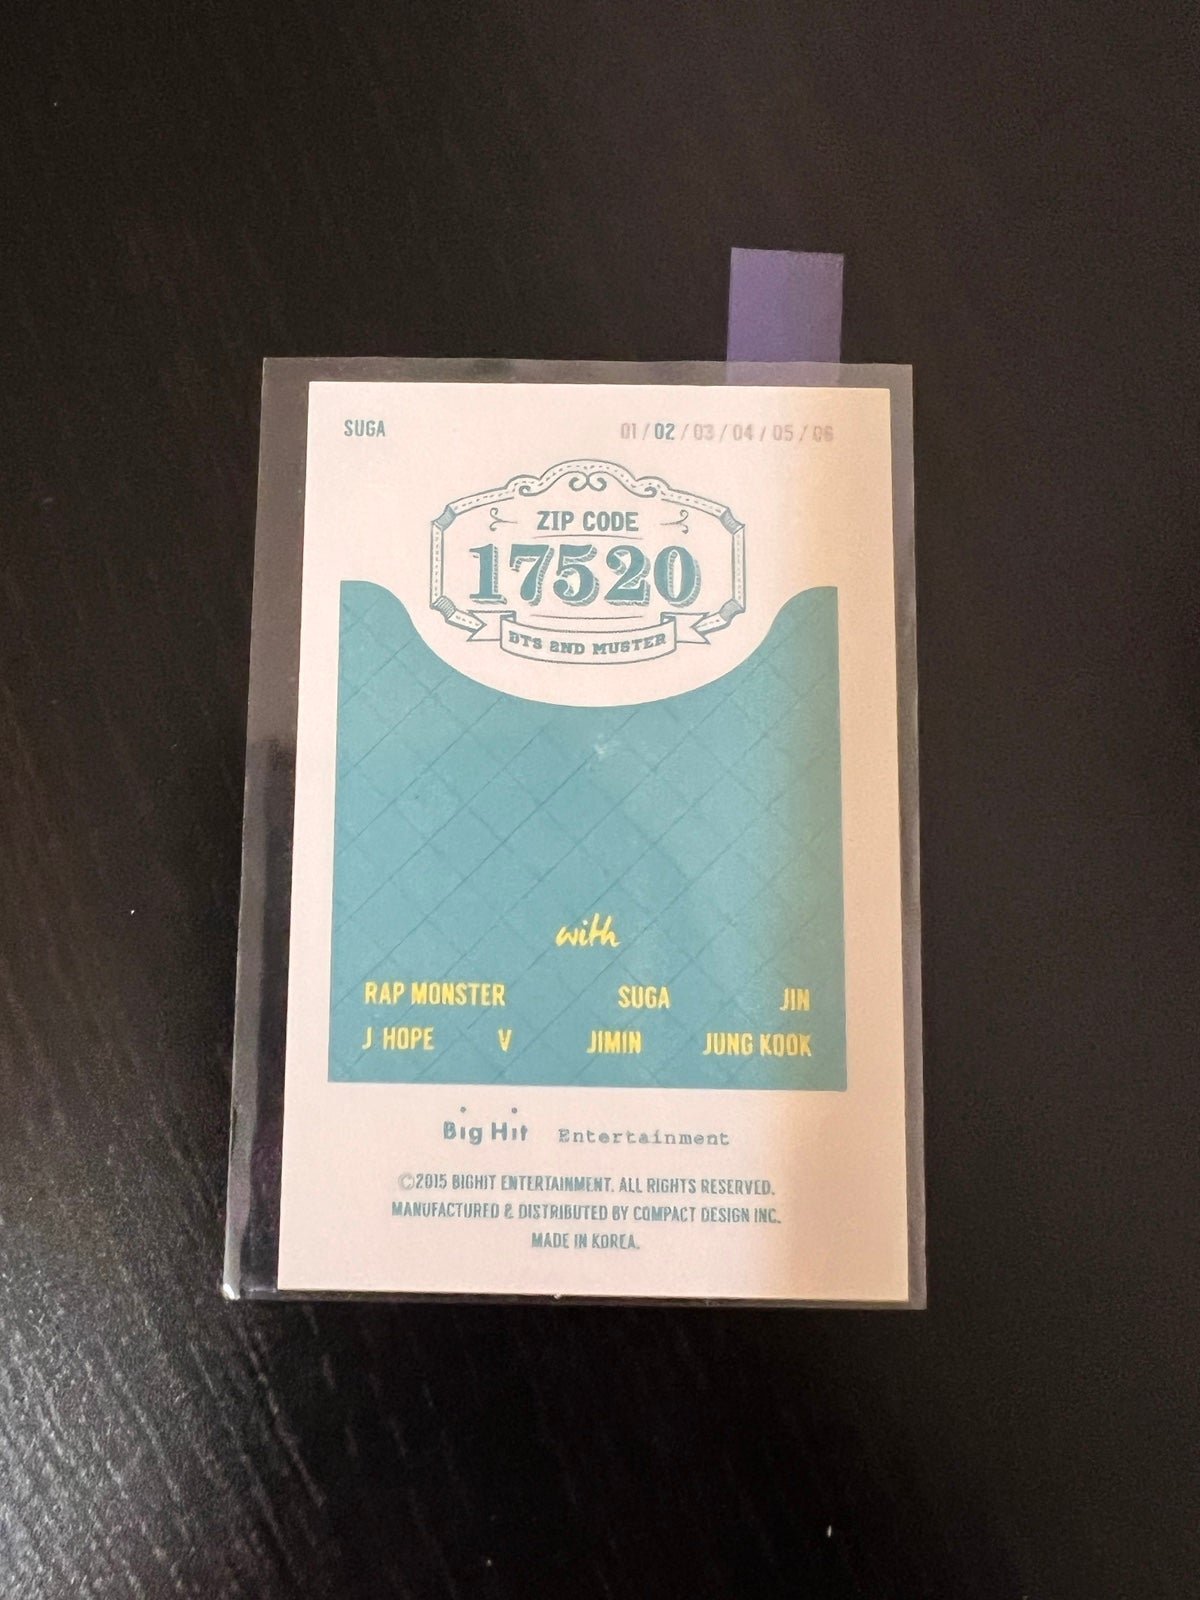 SUGA
01 / 02 / 03 / 04 / 05 / 06
ZIP CODE
17520
BTS 2ND MUSTER
with
RAP MONSTER SUGA JIN
J HOPE V JIMIN JUNG KOOK
Big Hit Entertainment
©2015 BIGHIT ENTERTAINMENT. ALL RIGHTS RESERVED.
MANUFACTURED & DISTRIBUTED BY COMPACT DESIGN INC.
MADE IN KOREA.